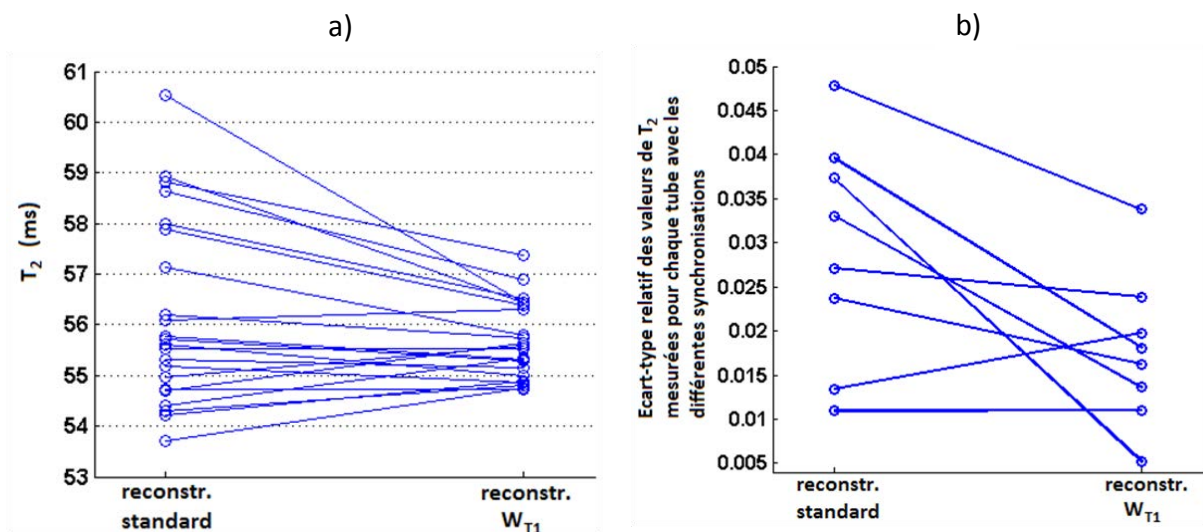 a)
61
60
59
58
57
56
55
54
53
T2 (ms)
reconstr.
standard
reconstr.
WT1
b)
Ecart-type relatif des valeurs de T2
mesurées pour chaque tube avec les
différentes synchronisations
0.05
0.045
0.04
0.035
0.03
0.025
0.02
0.015
0.01
0.005
reconstr.
standard
reconstr.
WT1